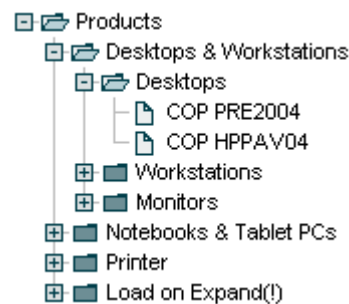 Products
Desktops & Workstations
Desktops
COP PRE2004
COP HPPAV04
Workstations
Monitors
Notebooks & Tablet PCs
Printer
Load on Expand(!)